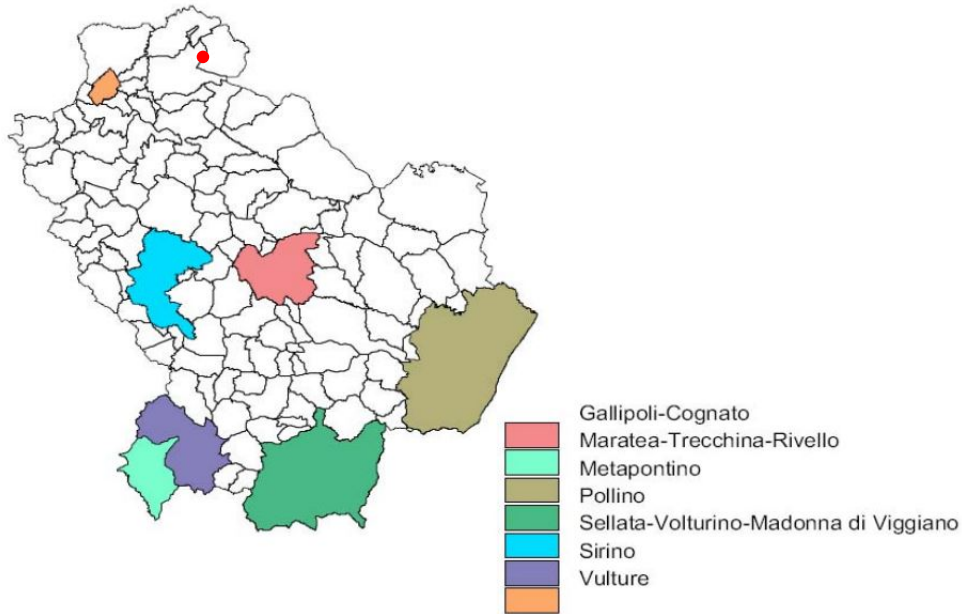 Gallipoli-Cognato
Maratea-Trecchina-Rivello
Metapontino
Pollino
Sellata-Volturino-Madonna di Viggiano
Sirino
Vulture